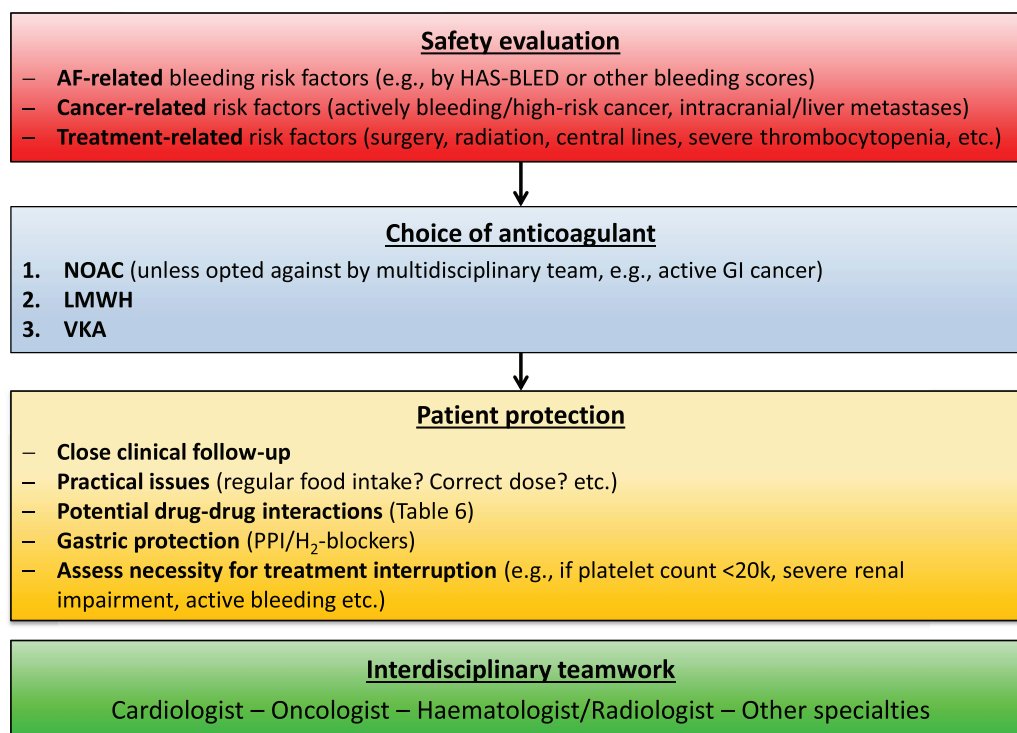 Safety evaluation
– AF-related bleeding risk factors (e.g., by HAS-BLED or other bleeding scores)
– Cancer-related risk factors (actively bleeding/high-risk cancer, intracranial/liver metastases)
– Treatment-related risk factors (surgery, radiation, central lines, severe thrombocytopenia, etc.)
Choice of anticoagulant
1. NOAC (unless opted against by multidisciplinary team, e.g., active GI cancer)
2. LMWH
3. VKA
Patient protection
– Close clinical follow-up
– Practical issues (regular food intake? Correct dose? etc.)
– Potential drug-drug interactions (Table 6)
– Gastric protection (PPI/H₂-blockers)
– Assess necessity for treatment interruption (e.g., if platelet count <20k, severe renal
impairment, active bleeding etc.)
Interdisciplinary teamwork
Cardiologist – Oncologist – Haematologist/Radiologist – Other specialties